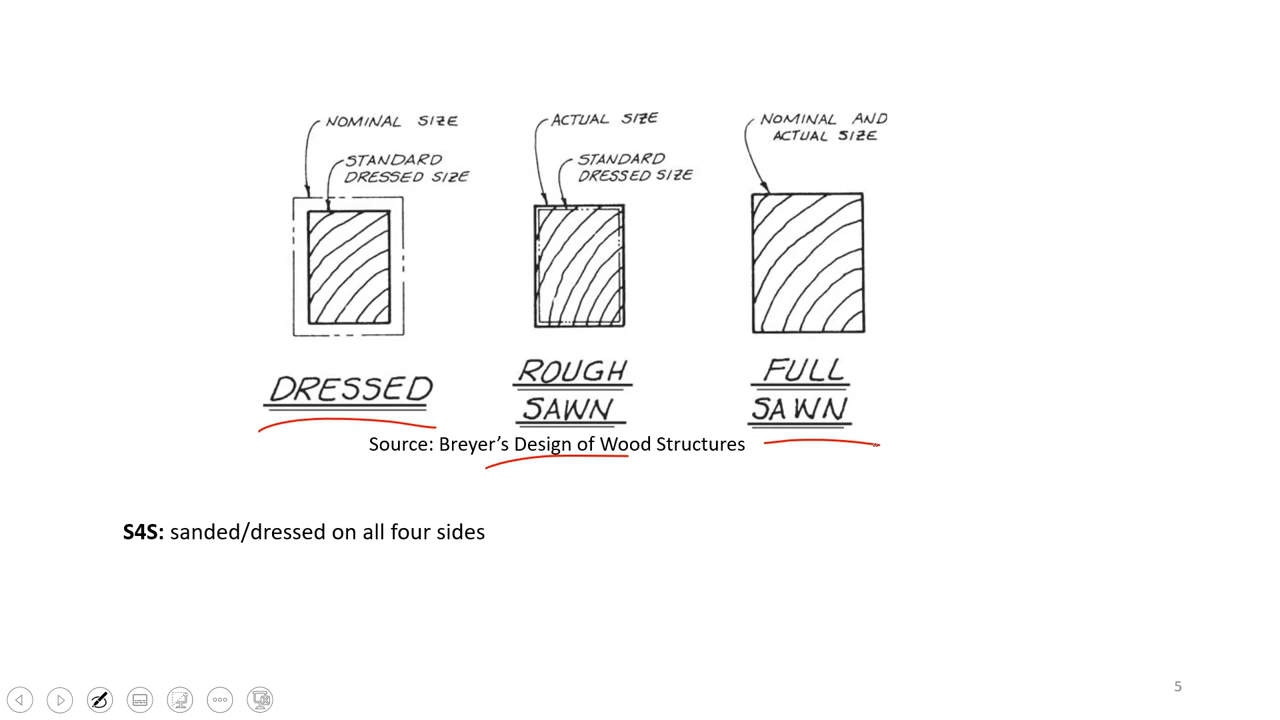 NOMINAL SIZE
STANDARD
DRESSED SIZE
DRESSED
ACTUAL SIZE
STANDARD
DRESSED SIZE
ROUGH
SAWN
NOMINAL AND
ACTUAL SIZE
FULL
SAWN
Source: Breyer's Design of Wood Structures
S4S: sanded/dressed on all four sides
5